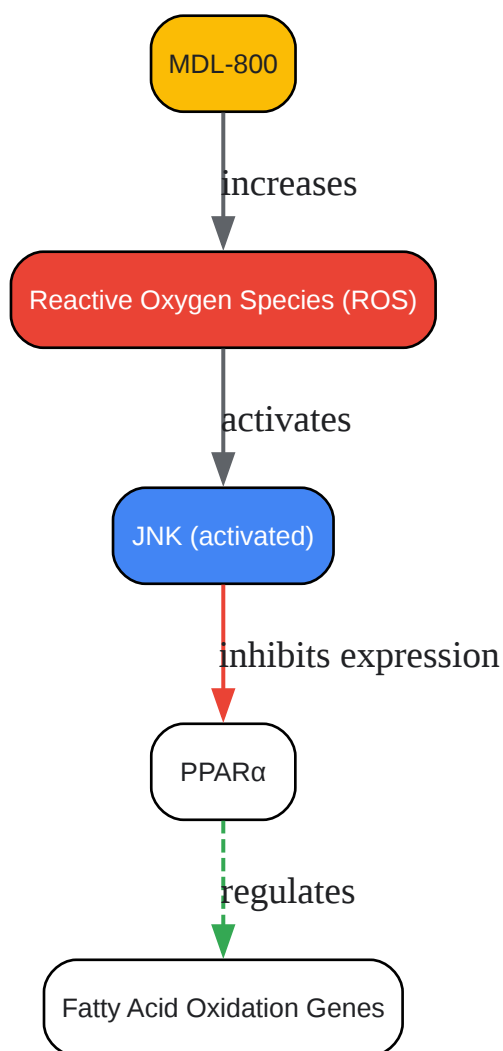 MDL-800
increases
Reactive Oxygen Species (ROS)
activates
JNK (activated)
inhibits expression
PPARα
regulates
Fatty Acid Oxidation Genes